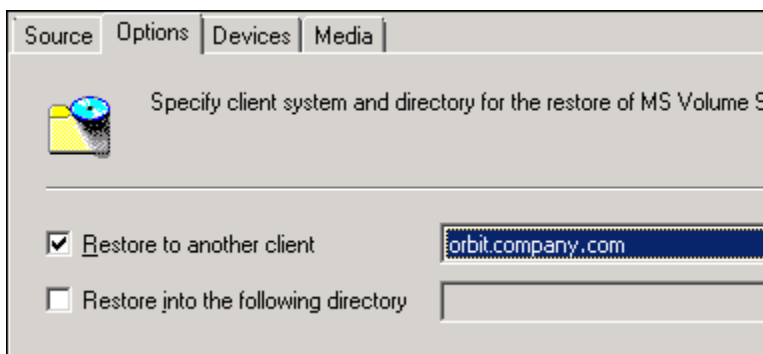 Source Options Devices Media
Specify client system and directory for the restore of MS Volume
Restore to another client orbit.company.com
Restore into the following directory